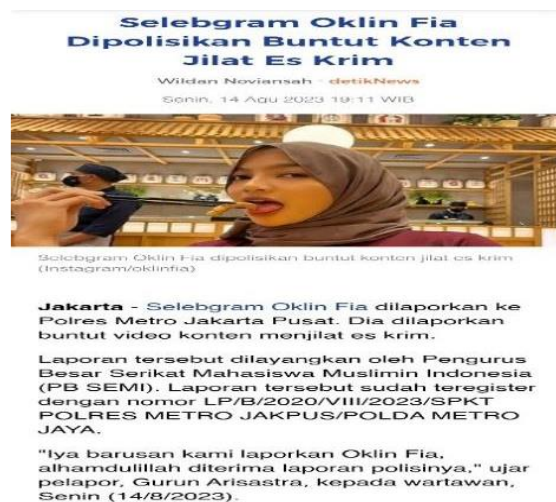 Selebgram Oklin Fia
Dipolisikan Buntut Konten
Jilat Es Krim
Wildan Noviansah - detikNews
Senin, 14 Agu 2023 19:11 WIB
Selebgram Oklin Fia dipolisikan buntut konten jilat es krim
(Instagram/oklinfia)
Jakarta - Selebgram Oklin Fia dilaporkan ke
Polres Metro Jakarta Pusat. Dia dilaporkan
buntut video konten menjilat es krim.
Laporan tersebut dilayangkan oleh Pengurus
Besar Serikat Mahasiswa Muslimin Indonesia
(PB SEMI). Laporan tersebut sudah teregister
dengan nomor LP/B/2020/VIII/2023/SPKT
POLRES METRO JAKPUS/POLDA METRO
JAYA.
"Iya barusan kami laporkan Oklin Fia,
alhamdulillah diterima laporan polisinya," ujar
pelapor, Gurun Arisastra, kepada wartawan,
Senin (14/8/2023).